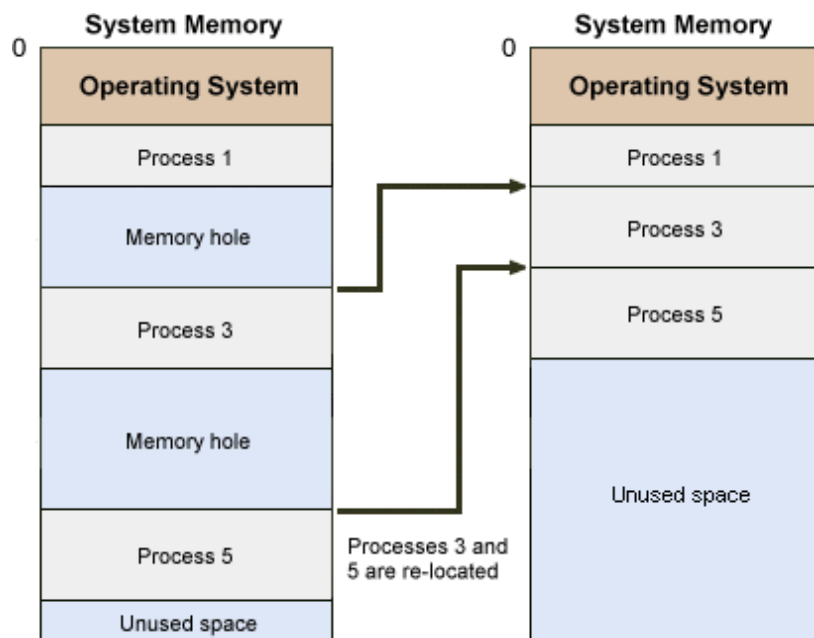 System Memory
0
Operating System
Process 1
Memory hole
Process 3
Memory hole
Process 5
Unused space
Processes 3 and
5 are re-located
System Memory
0
Operating System
Process 1
Process 3
Process 5
Unused space